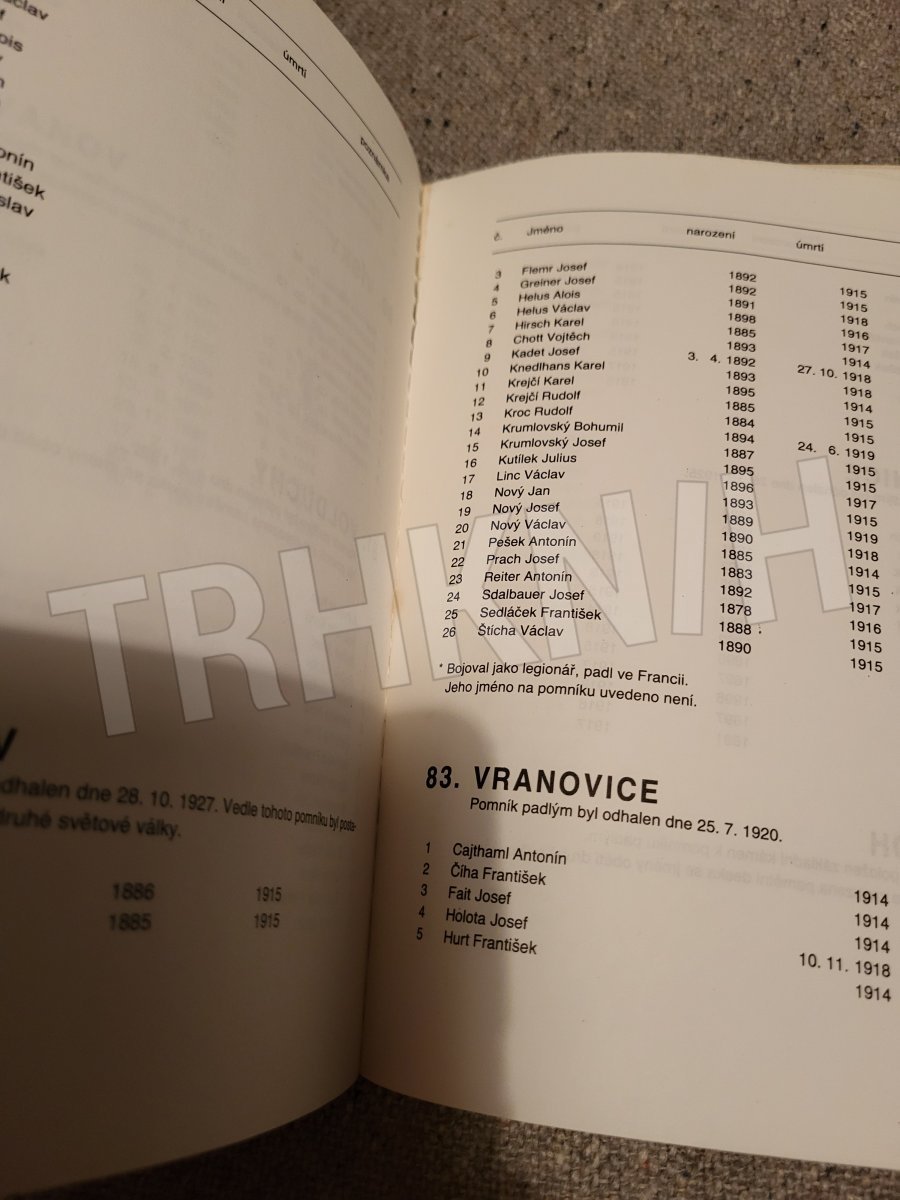 úmrtí
poznámka
onín
tišek
slav
k
V
odhalen dne 28. 10. 1927. Vedle tohoto pomníku byl posta-
druhé světové války.
1886 1915
1885 1915
č. Jméno narození úmrtí
3 Flemr Josef 1892 1915
4 Greiner Josef 1892 1915
5 Helus Alois 1891 1918
6 Helus Václav 1898 1916
7 Hirsch Karel 1885 1917
8 Chott Vojtěch 1893 1914
9 Kadet Josef 3. 4. 1892 27. 10. 1918
10 Knedlhans Karel 1893 1918
11 Krejčí Karel 1895 1914
12 Krejčí Rudolf 1885 1915
13 Kroc Rudolf 1884 1915
14 Krumlovský Bohumil 1894 24. 6. 1919
15 Krumlovský Josef 1887 1915
16 Kutílek Julius 1895 1915
17 Linc Václav 1896 1917
18 Nový Jan 1893 1915
19 Nový Josef 1889 1919
20 Nový Václav 1890 1918
21 Pešek Antonín 1885 1914
22 Prach Josef 1883 1915
23 Reiter Antonín 1892 1917
24 Sdalbauer Josef 1878 1916
25 Sedláček František 1888 1915
26 Štícha Václav 1890 1915
* Bojoval jako legionář, padl ve Francii.
Jeho jméno na pomníku uvedeno není.
83. VRANOVICE
Pomník padlým byl odhalen dne 25. 7. 1920.
1 Cajthaml Antonín 1914
2 Číha František 1914
3 Fait Josef 1914
4 Holota Josef 10. 11. 1918
5 Hurt František 1914
TRHKNIH